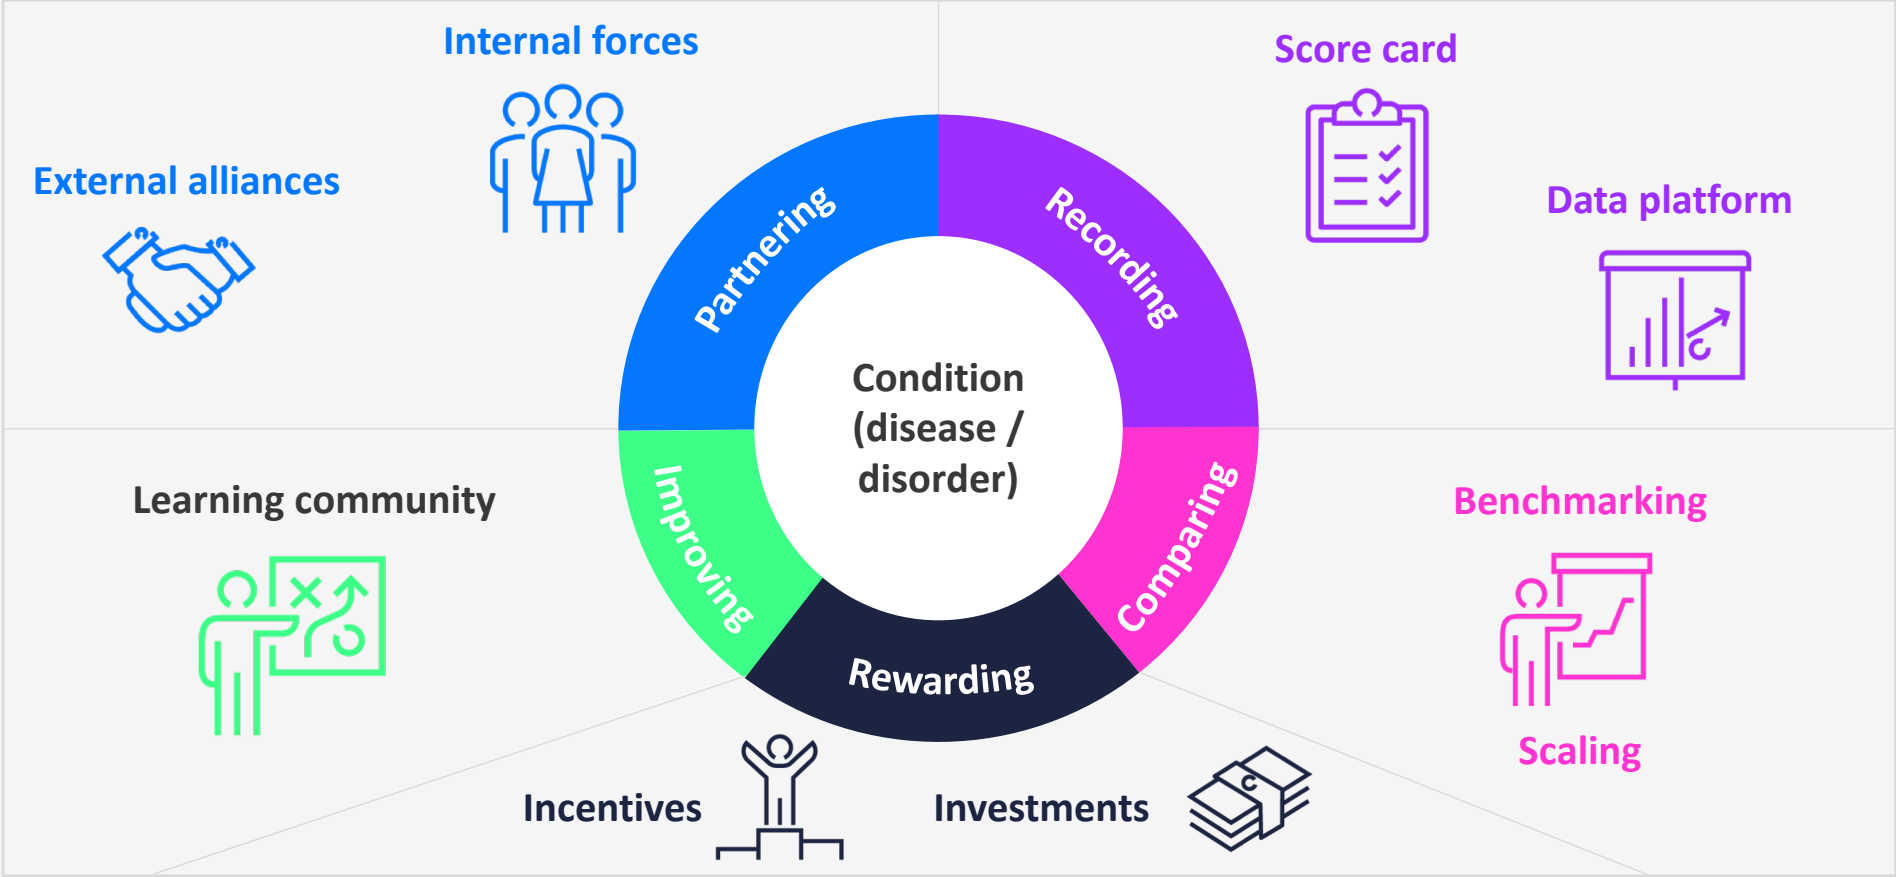 Internal forces
External alliances
Score card
Data platform
Partnering
Recording
Condition
(disease /
disorder)
Learning community
Improving
Comparing
Benchmarking
Scaling
Rewarding
Incentives
Investments